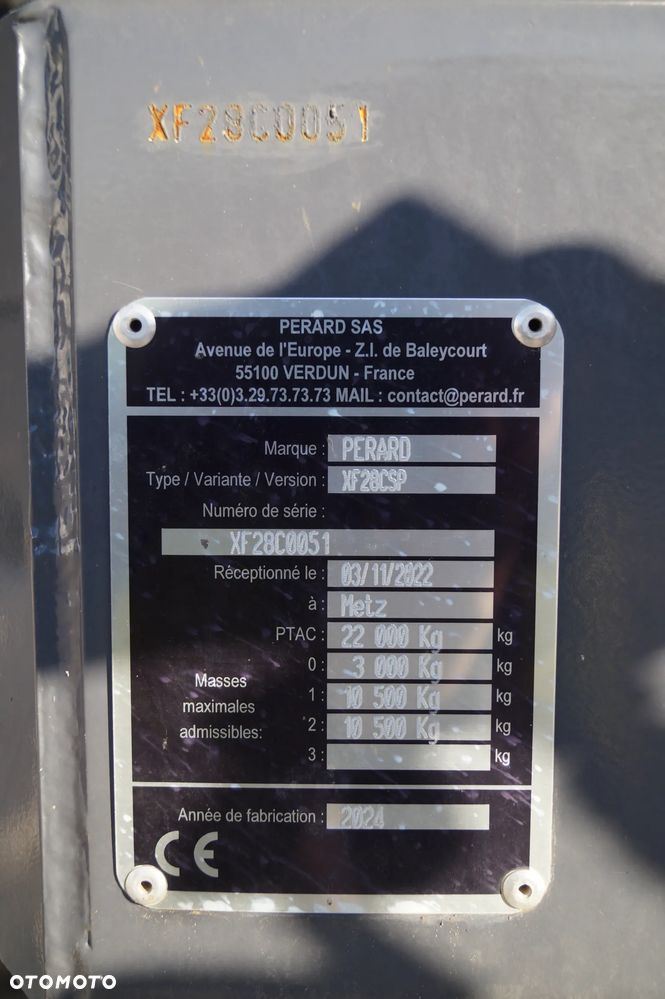 XF28C0051
PERARD SAS
Avenue de l'Europe - Z.I. de Baleycourt
55100 VERDUN - France
TEL : +33(0)3.29.73.73.73 MAIL : contact@perard.fr
Marque : PERARD
Type / Variante / Version : XF28CSP
Numéro de série :
XF28C0051
Réceptionné le : 03/11/2022
à : Metz
PTAC : 22 000 Kg kg
Masses maximales admissibles:
0 : 3 000 Kg kg
1 : 10 500 Kg kg
2 : 10 500 Kg kg
3 : kg
Année de fabrication : 2024
CE
OTOMOTO